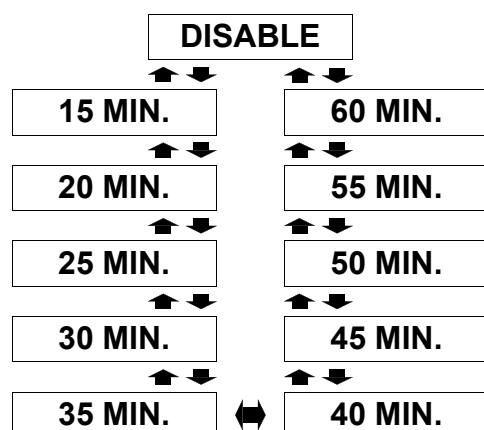 DISABLE
15 MIN.
60 MIN.
20 MIN.
55 MIN.
25 MIN.
50 MIN.
30 MIN.
45 MIN.
35 MIN.
40 MIN.